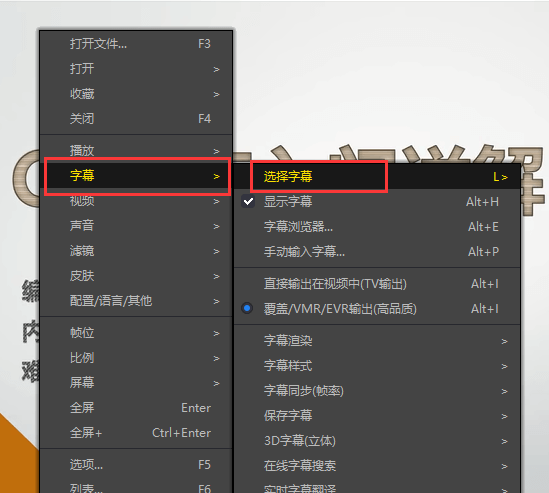 打开文件... F3
打开 >
收藏 >
关闭 F4
播放 >
字幕 >
视频 >
声音 >
滤镜 >
皮肤 >
配置/语言/其他 >
帧位 >
比例 >
屏幕 >
全屏 Enter
全屏+ Ctrl+Enter
选项... F5
列表... F6
选择字幕 L >
显示字幕 Alt+H
字幕浏览器... Alt+E
手动输入字幕... Alt+P
直接输出在视频中(TV输出) Alt+I
覆盖/VMR/EVR输出(高品质) Alt+I
字幕渲染 >
字幕样式 >
字幕同步(帧率) >
保存字幕 >
3D字幕(立体) >
在线字幕搜索 >
实时字幕翻译 >
详解
编
内
难